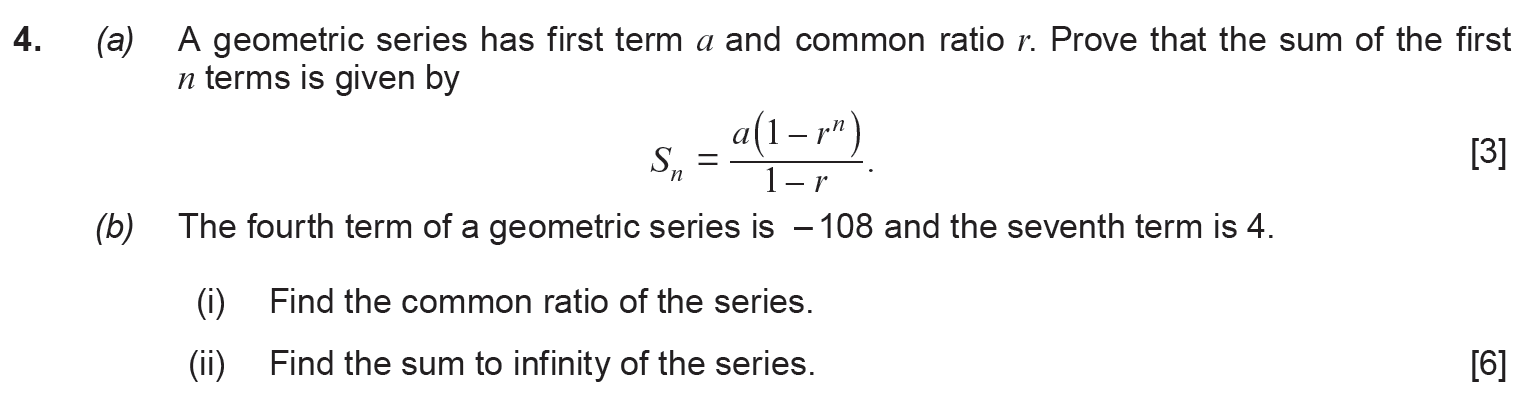 4. (a) A geometric series has first term a and common ratio r. Prove that the sum of the first
n terms is given by
Sₙ = a(1 – rⁿ) / (1 – r). [3]
(b) The fourth term of a geometric series is –108 and the seventh term is 4.
(i) Find the common ratio of the series.
(ii) Find the sum to infinity of the series. [6]